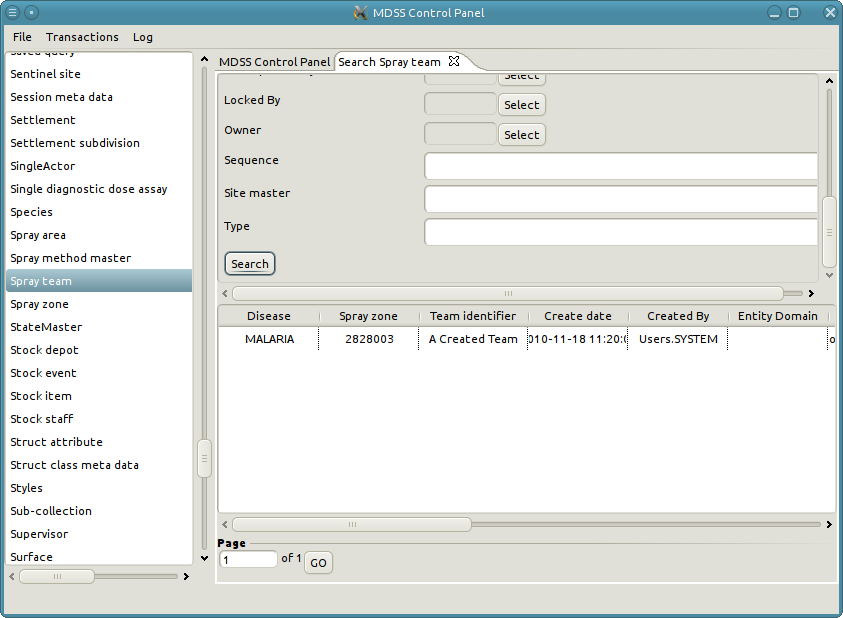 MDSS Control Panel
File Transactions Log
Saved query
Sentinel site
Session meta data
Settlement
Settlement subdivision
SingleActor
Single diagnostic dose assay
Species
Spray area
Spray method master
Spray team
Spray zone
StateMaster
Stock depot
Stock event
Stock item
Stock staff
Struct attribute
Struct class meta data
Styles
Sub-collection
Supervisor
Surface
MDSS Control Panel Search Spray team
Select
Locked By Select
Owner Select
Sequence
Site master
Type
Search
Disease Spray zone Team identifier Create date Created By Entity Domain
MALARIA 2828003 A Created Team 010-11-18 11:20:0 Users.SYSTEM
Page
1 of 1 GO